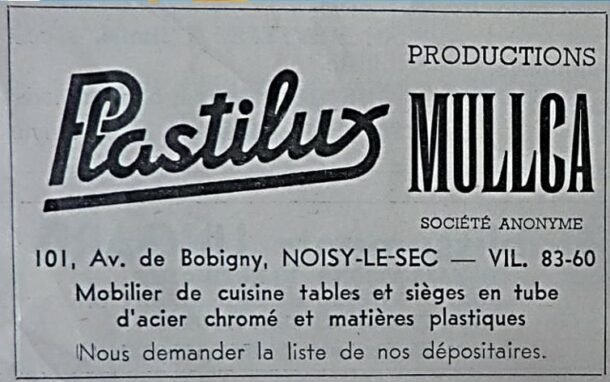 Plastilux
PRODUCTIONS
MULLCA
SOCIÉTÉ ANONYME
101, Av. de Bobigny, NOISY-LE-SEC — VIL. 83-60
Mobilier de cuisine tables et sièges en tube
d'acier chromé et matières plastiques
Nous demander la liste de nos dépositaires.